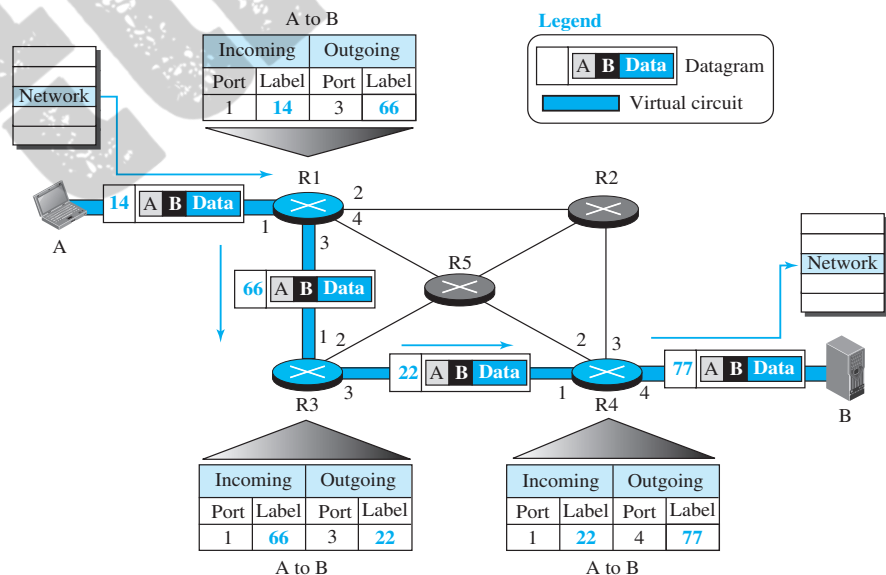 A to B
Legend
Incoming Outgoing
Port Label Port Label
1 14 3 66
A B Data Datagram
Virtual circuit
Network
R1
R2
14 A B Data
A
1
2
4
3
R5
66 A B Data
Network
1
2
R3
3
22 A B Data
2
3
1
R4
4
77 A B Data
B
Incoming Outgoing
Port Label Port Label
1 66 3 22
A to B
Incoming Outgoing
Port Label Port Label
1 22 4 77
A to B